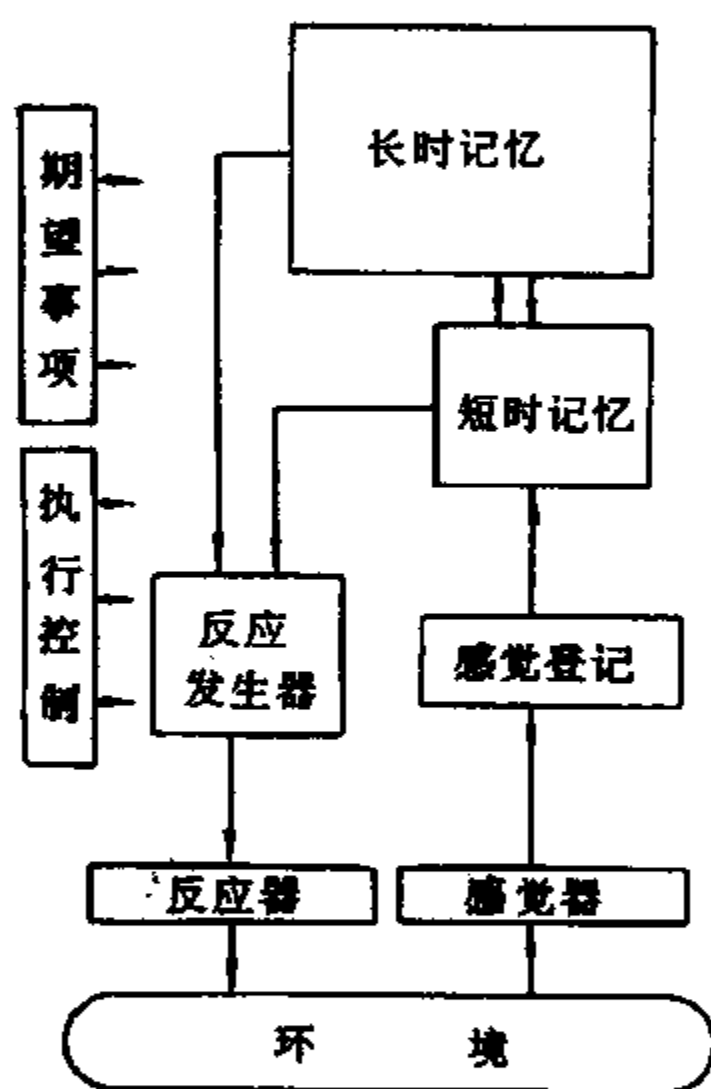 长时记忆
期望事项
短时记忆
执行控制
反应
发生器
感觉登记
反应器
感觉器
环 境